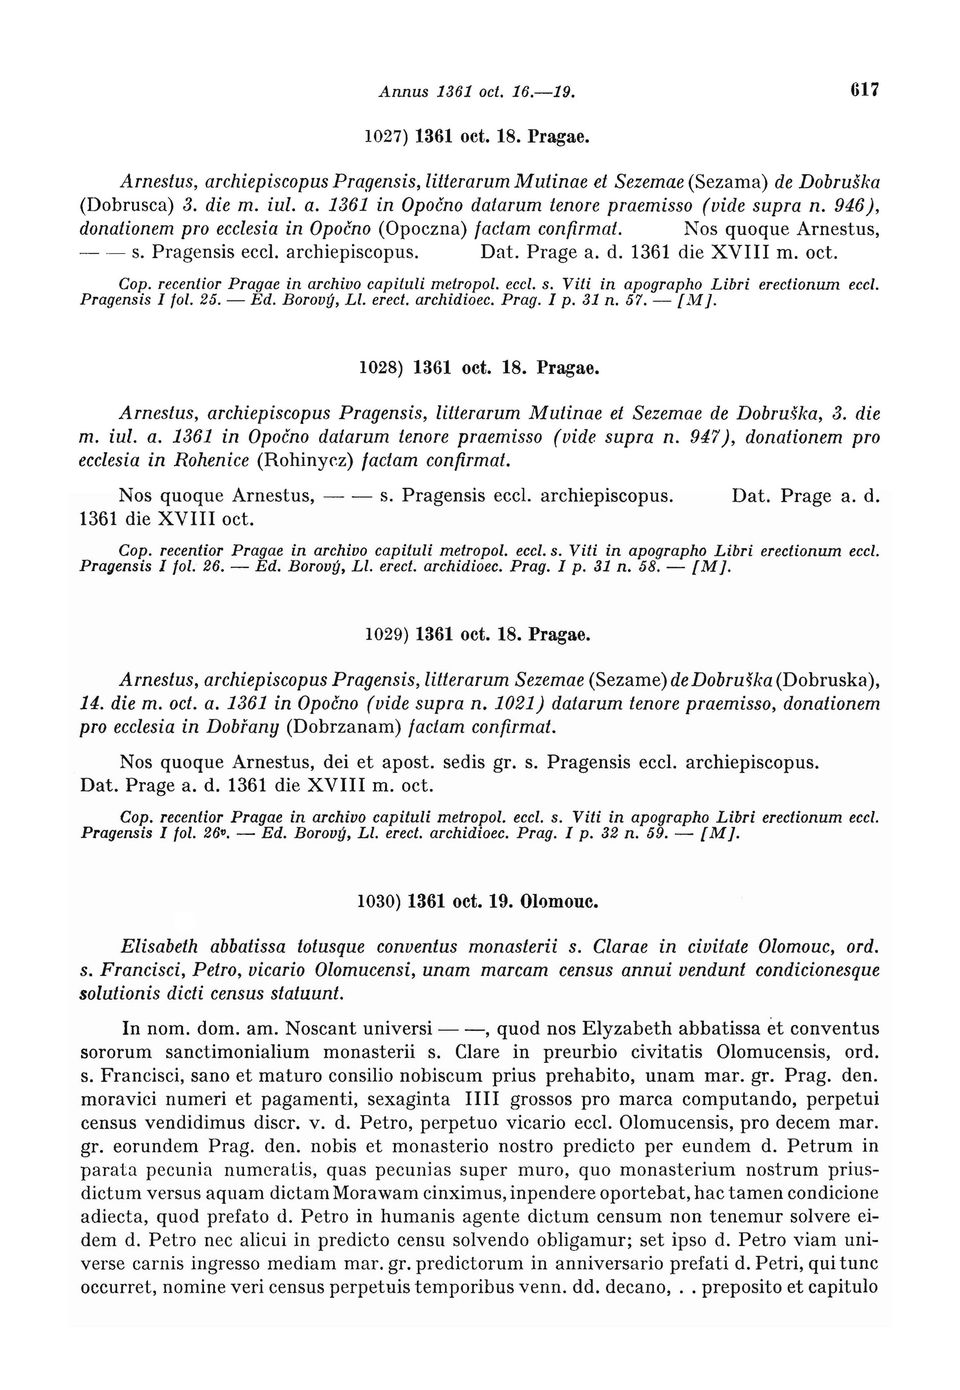 Annus 1361 oct. 16.—19. 617
1027) 1361 oct. 18. Pragae.
Arnestus, archiepiscopus Pragensis, litterarum Mutinae et Sezemae (Sezama) de Dobruška
(Dobrusca) 3. die m. iul. a. 1361 in Opočno datarum tenore praemisso (vide supra n. 946),
donationem pro ecclesia in Opočno (Opoczna) factam confirmat. Nos quoque Arnestus,
— — s. Pragensis eccl. archiepiscopus. Dat. Prage a. d. 1361 die XVIII m. oct.
Cop. recentior Pragae in archivo capituli metropol. eccl. s. Viti in apographo Libri erectionum eccl.
Pragensis I fol. 25. — Ed. Borový, Ll. erect. archidioec. Prag. I p. 31 n. 57. — [M].
1028) 1361 oct. 18. Pragae.
Arnestus, archiepiscopus Pragensis, litterarum Mutinae et Sezemae de Dobruška, 3. die
m. iul. a. 1361 in Opočno datarum tenore praemisso (vide supra n. 947), donationem pro
ecclesia in Rohenice (Rohinycz) factam confirmat.
Nos quoque Arnestus, — — s. Pragensis eccl. archiepiscopus. Dat. Prage a. d.
1361 die XVIII oct.
Cop. recentior Pragae in archivo capituli metropol. eccl. s. Viti in apographo Libri erectionum eccl.
Pragensis I fol. 26. — Ed. Borový, Ll. erect. archidioec. Prag. I p. 31 n. 58. — [M].
1029) 1361 oct. 18. Pragae.
Arnestus, archiepiscopus Pragensis, litterarum Sezemae (Sezame) de Dobruška (Dobruska),
14. die m. oct. a. 1361 in Opočno (vide supra n. 1021) datarum tenore praemisso, donationem
pro ecclesia in Dobřany (Dobrzanam) factam confirmat.
Nos quoque Arnestus, dei et apost. sedis gr. s. Pragensis eccl. archiepiscopus.
Dat. Prage a. d. 1361 die XVIII m. oct.
Cop. recentior Pragae in archivo capituli metropol. eccl. s. Viti in apographo Libri erectionum eccl.
Pragensis I fol. 26v. — Ed. Borový, Ll. erect. archidioec. Prag. I p. 32 n. 59. — [M].
1030) 1361 oct. 19. Olomouc.
Elisabeth abbatissa totusque conventus monasterii s. Clarae in civitate Olomouc, ord.
s. Francisci, Petro, vicario Olomucensi, unam marcam census annui vendunt condicionesque
solutionis dicti census statuunt.
In nom. dom. am. Noscant universi — —, quod nos Elyzabeth abbatissa et conventus
sororum sanctimonialium monasterii s. Clare in preurbio civitatis Olomucensis, ord.
s. Francisci, sano et maturo consilio nobiscum prius prehabito, unam mar. gr. Prag. den.
moravici numeri et pagamenti, sexaginta IIII grossos pro marca computando, perpetui
census vendidimus discr. v. d. Petro, perpetuo vicario eccl. Olomucensis, pro decem mar.
gr. eorundem Prag. den. nobis et monasterio nostro predicto per eundem d. Petrum in
parata pecunia numeratis, quas pecunias super muro, quo monasterium nostrum prius-
dictum versus aquam dictam Morawam cinximus, inpendere oportebat, hac tamen condicione
adiecta, quod prefato d. Petro in humanis agente dictum censum non tenemur solvere ei-
dem d. Petro nec alicui in predicto censu solvendo obligamur; set ipso d. Petro viam uni-
verse carnis ingresso mediam mar. gr. predictorum in anniversario prefati d. Petri, qui tunc
occurret, nomine veri census perpetuis temporibus venn. dd. decano, . . preposito et capitulo